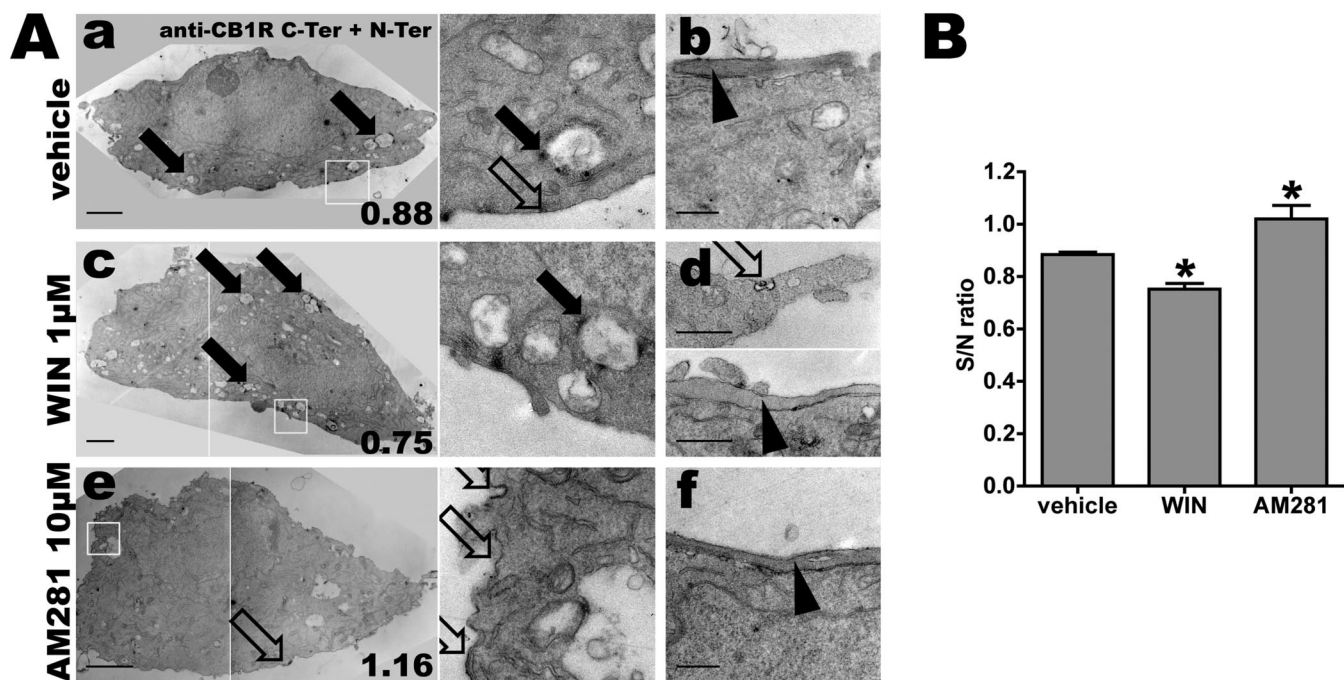 A
a
anti-CB1R C-Ter + N-Ter
vehicle
0.88
b
c
WIN 1µM
0.75
d
e
AM281 10µM
1.16
f
B
S/N ratio
1.2
1.0
0.8
0.6
0.4
0.2
0.0
*
*
vehicle WIN AM281